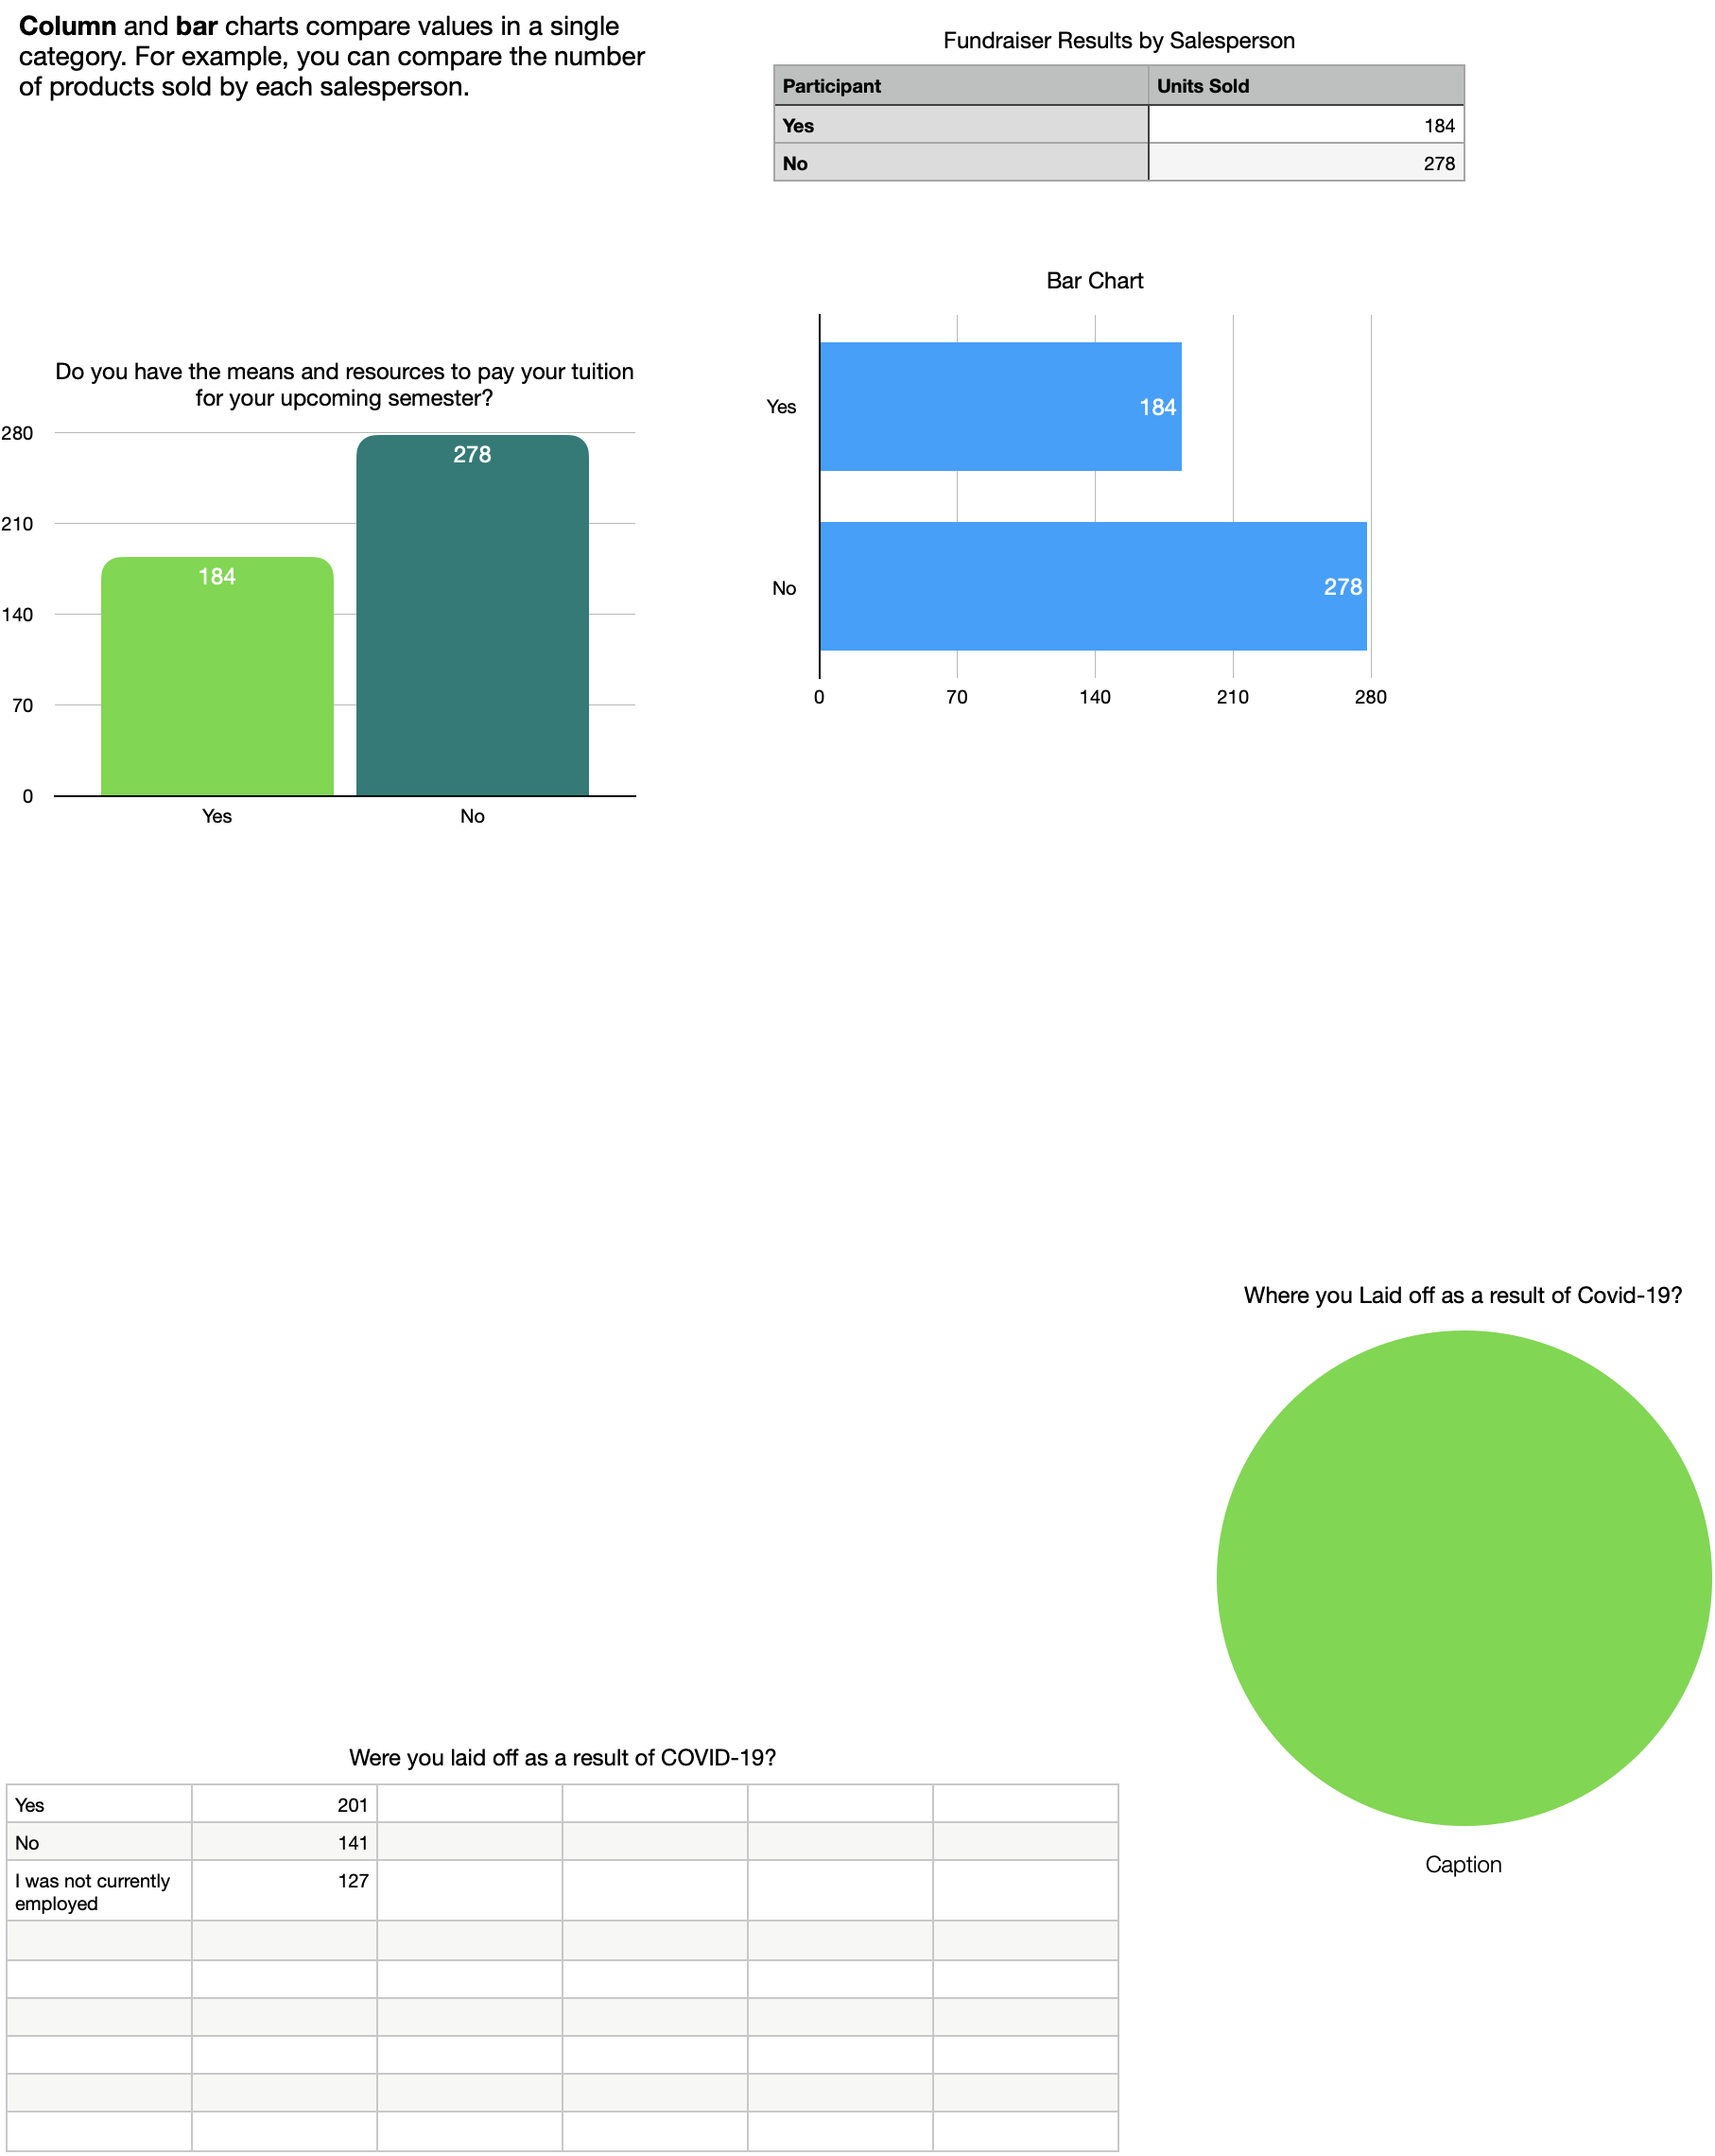 Column and bar charts compare values in a single
category. For example, you can compare the number
of products sold by each salesperson.
Fundraiser Results by Salesperson
Participant Units Sold
Yes 184
No 278
Do you have the means and resources to pay your tuition
for your upcoming semester?
280
210
140
70
0
184
278
Yes No
Bar Chart
Yes 184
No 278
0 70 140 210 280
Where you Laid off as a result of Covid-19?
Caption
Were you laid off as a result of COVID-19?
Yes 201
No 141
I was not currently 127
employed